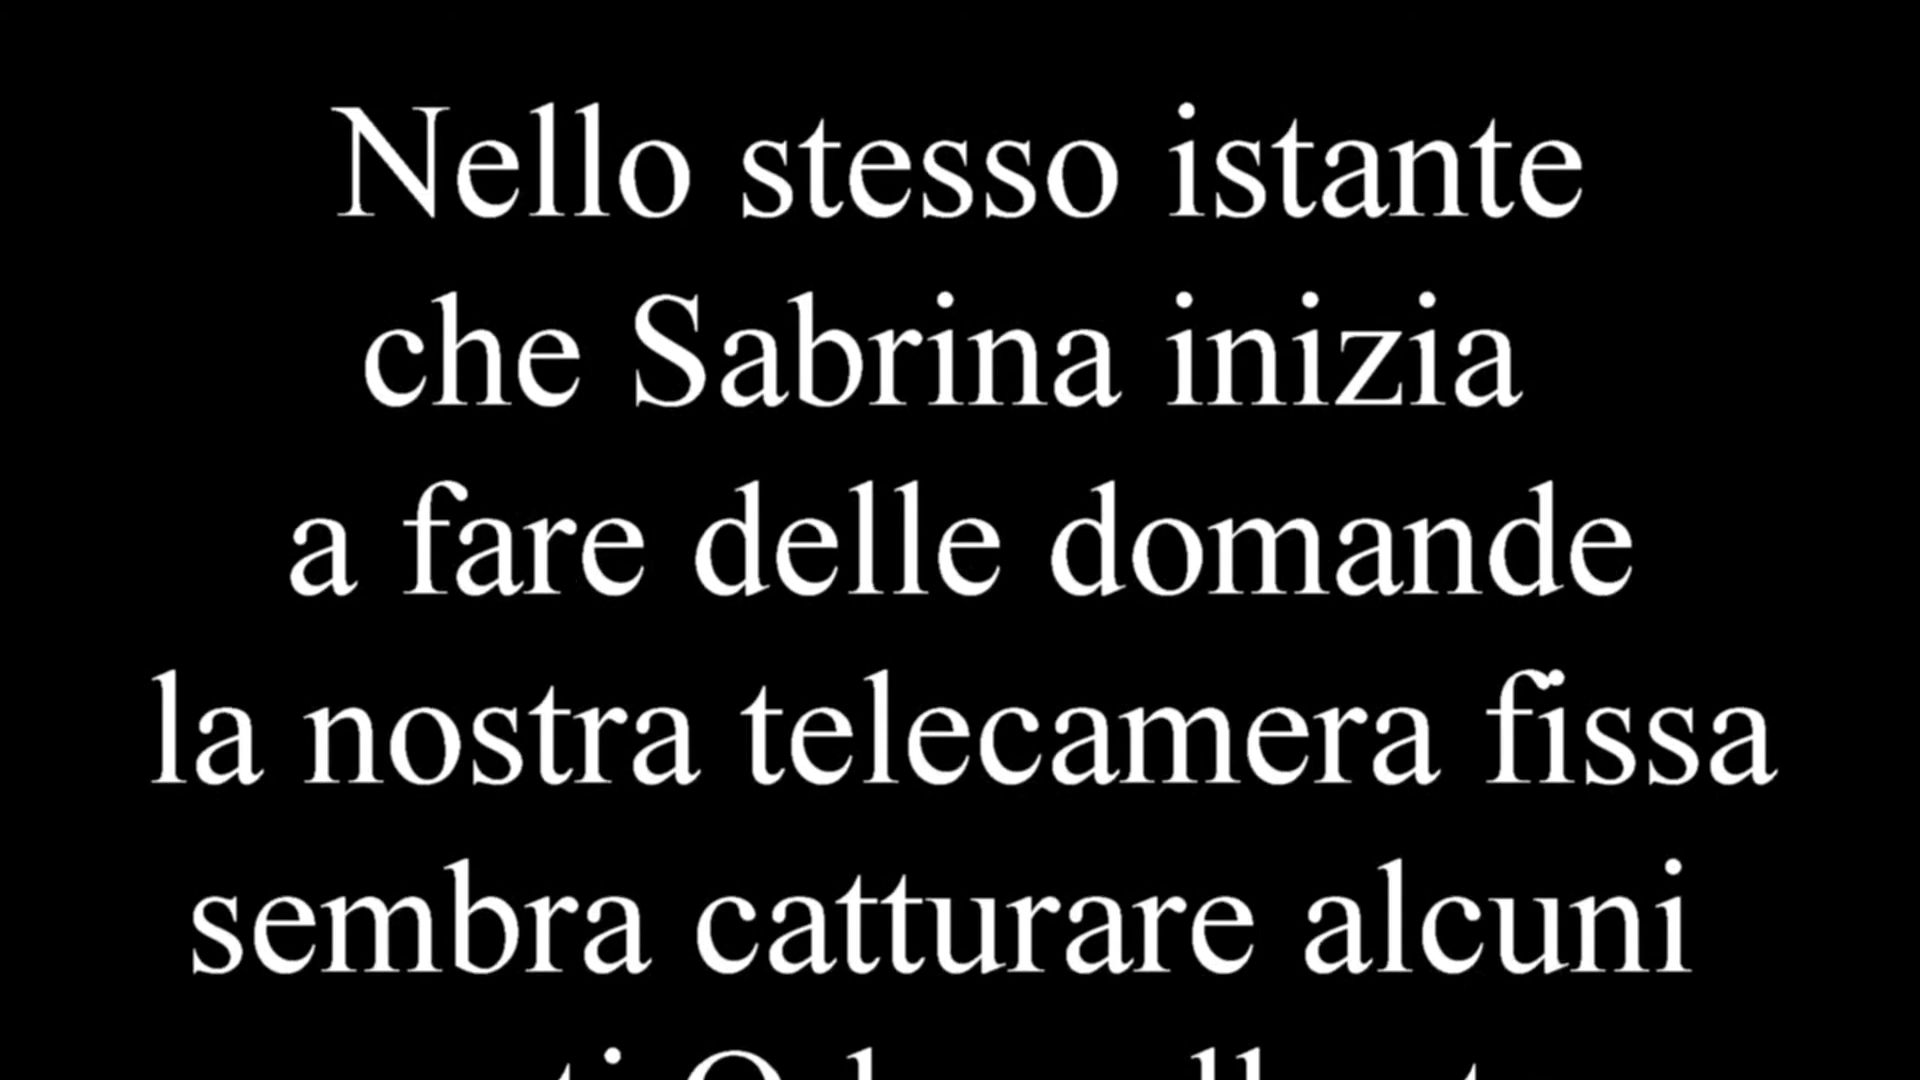 Nello stesso istante
che Sabrina inizia
a fare delle domande
la nostra telecamera fissa
sembra catturare alcuni